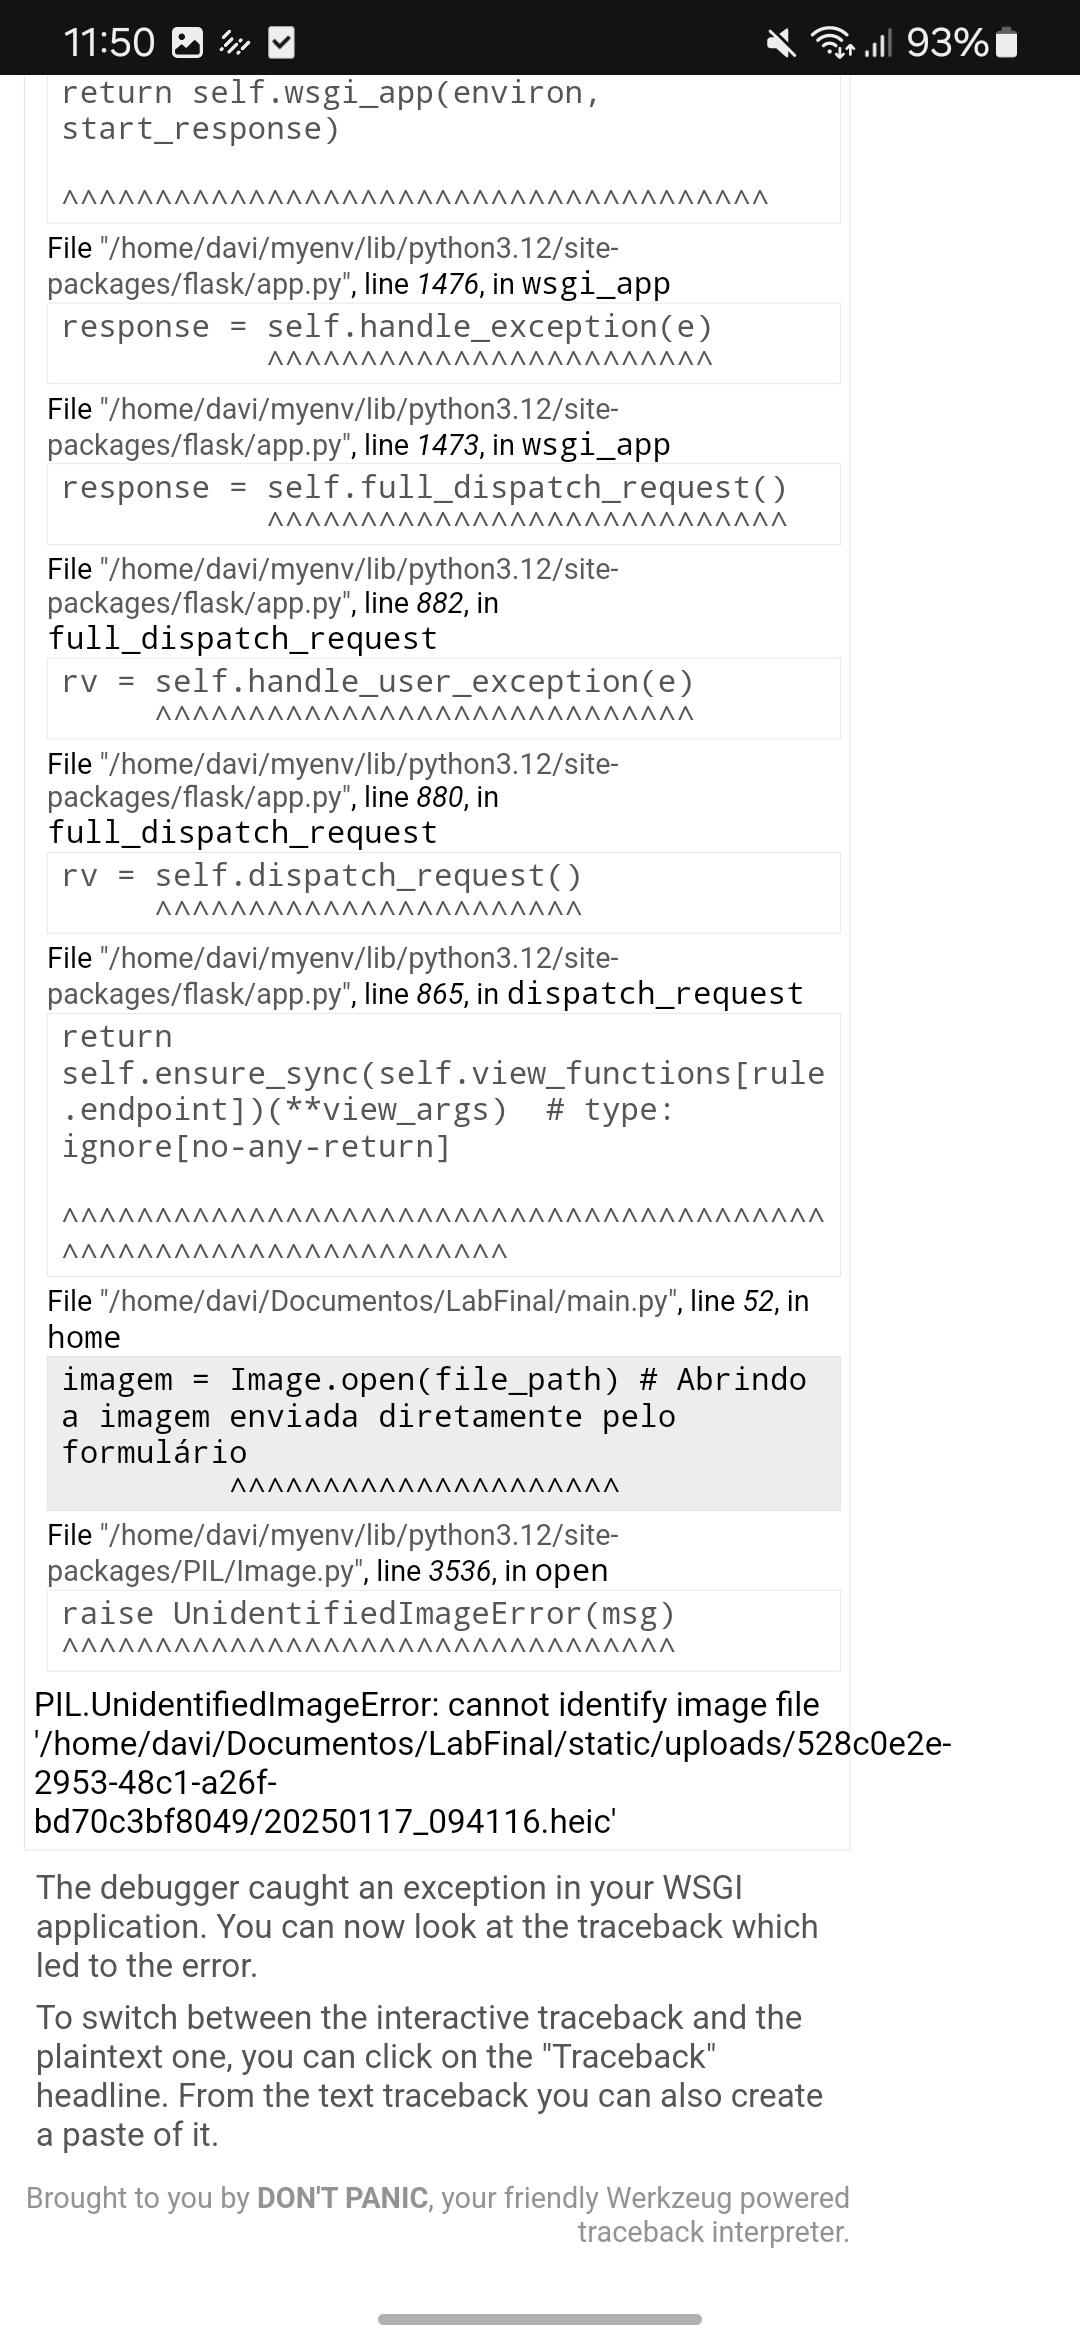 11:50 93%
return self.wsgi_app(environ,
start_response)
^^^^^^^^^^^^^^^^^^^^^^^^^^^^^^^^^^^^^^
File "/home/davi/myenv/lib/python3.12/site-
packages/flask/app.py", line 1476, in wsgi_app
response = self.handle_exception(e)
^^^^^^^^^^^^^^^^^^^^^^^^
File "/home/davi/myenv/lib/python3.12/site-
packages/flask/app.py", line 1473, in wsgi_app
response = self.full_dispatch_request()
^^^^^^^^^^^^^^^^^^^^^^^^^^^^
File "/home/davi/myenv/lib/python3.12/site-
packages/flask/app.py", line 882, in
full_dispatch_request
rv = self.handle_user_exception(e)
^^^^^^^^^^^^^^^^^^^^^^^^^^^^^
File "/home/davi/myenv/lib/python3.12/site-
packages/flask/app.py", line 880, in
full_dispatch_request
rv = self.dispatch_request()
^^^^^^^^^^^^^^^^^^^^^^^
File "/home/davi/myenv/lib/python3.12/site-
packages/flask/app.py", line 865, in dispatch_request
return
self.ensure_sync(self.view_functions[rule
.endpoint])(**view_args)  # type:
ignore[no-any-return]
^^^^^^^^^^^^^^^^^^^^^^^^^^^^^^^^^^^^^^^^^
^^^^^^^^^^^^^^^^^^^^^^^^
File "/home/davi/Documentos/LabFinal/main.py", line 52, in
home
imagem = Image.open(file_path) # Abrindo
a imagem enviada diretamente pelo
formulário
^^^^^^^^^^^^^^^^^^^^^
File "/home/davi/myenv/lib/python3.12/site-
packages/PIL/Image.py", line 3536, in open
raise UnidentifiedImageError(msg)
^^^^^^^^^^^^^^^^^^^^^^^^^^^^^^^^^
PIL.UnidentifiedImageError: cannot identify image file
'/home/davi/Documentos/LabFinal/static/uploads/528c0e2e-
2953-48c1-a26f-
bd70c3bf8049/20250117_094116.heic'
The debugger caught an exception in your WSGI
application. You can now look at the traceback which
led to the error.
To switch between the interactive traceback and the
plaintext one, you can click on the "Traceback"
headline. From the text traceback you can also create
a paste of it.
Brought to you by DON'T PANIC, your friendly Werkzeug powered
traceback interpreter.